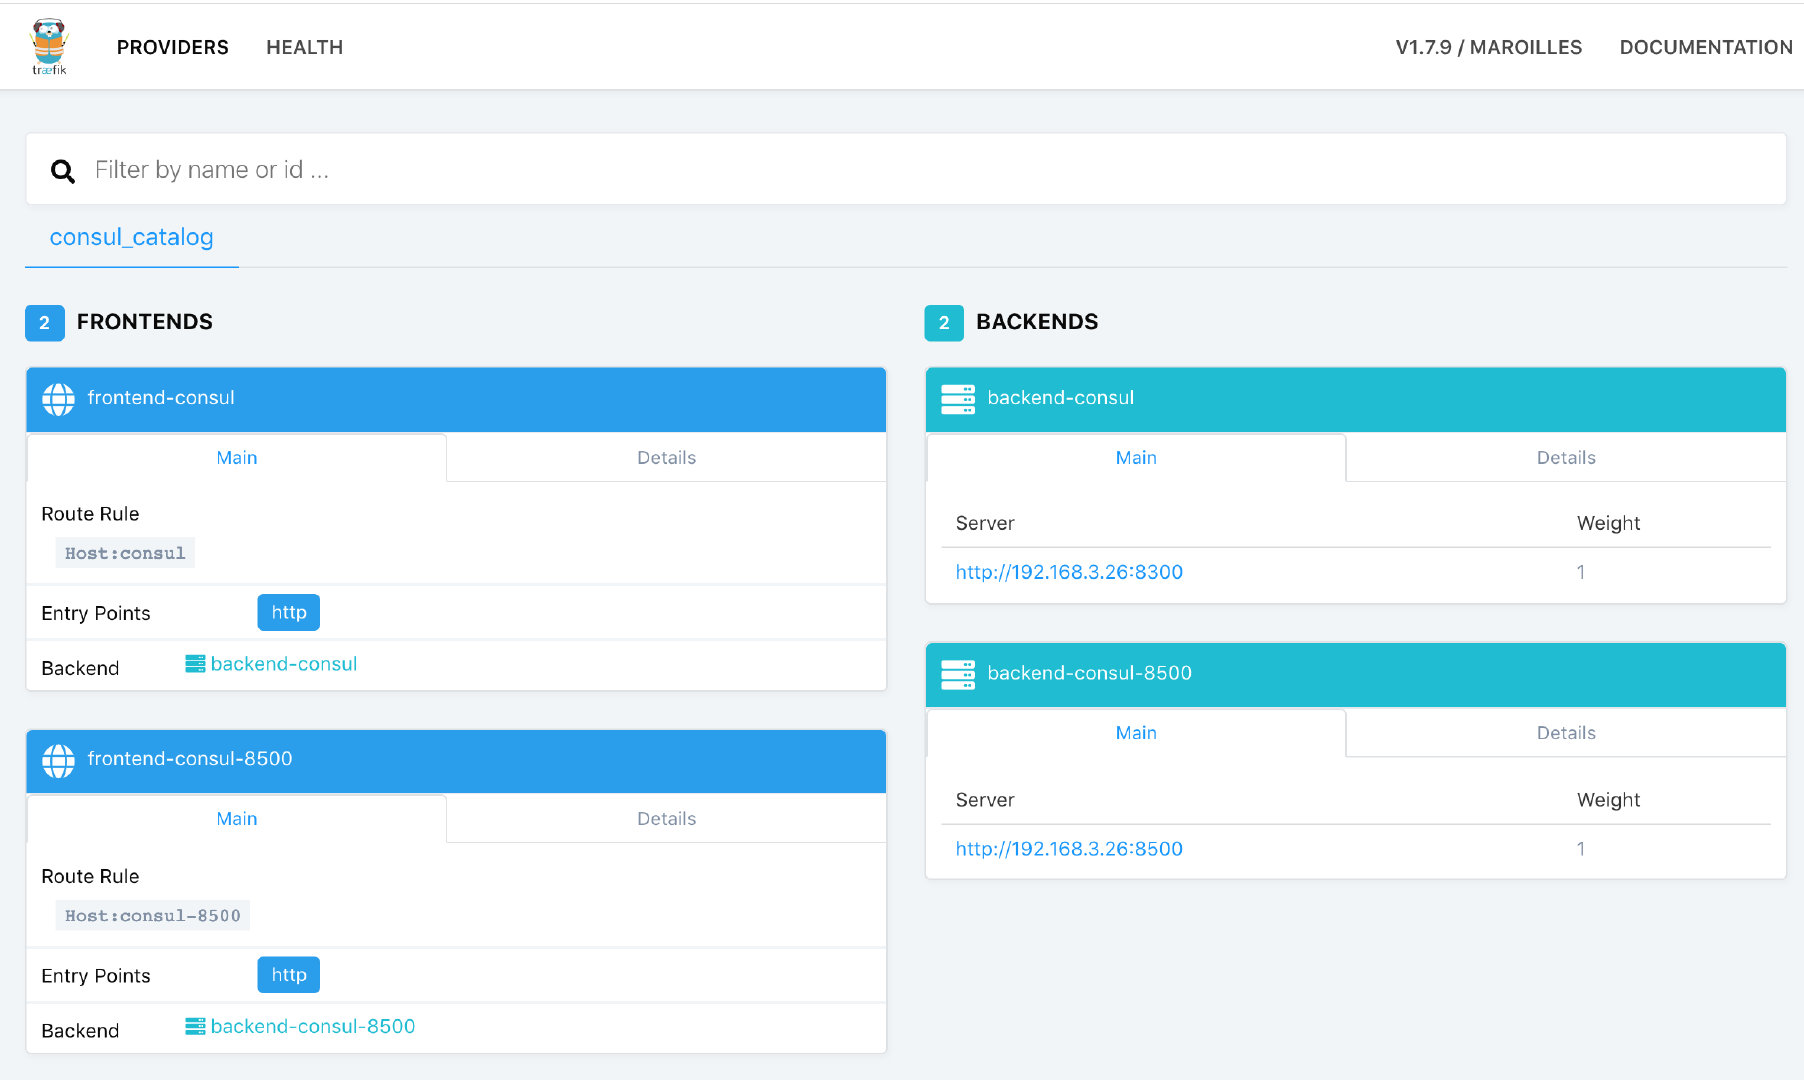 træfik
PROVIDERS HEALTH V1.7.9 / MAROILLES DOCUMENTATION
Filter by name or id ...
consul_catalog
2 FRONTENDS
frontend-consul
Main Details
Route Rule
Host:consul
Entry Points http
Backend backend-consul
frontend-consul-8500
Main Details
Route Rule
Host:consul-8500
Entry Points http
Backend backend-consul-8500
2 BACKENDS
backend-consul
Main Details
Server Weight
http://192.168.3.26:8300 1
backend-consul-8500
Main Details
Server Weight
http://192.168.3.26:8500 1